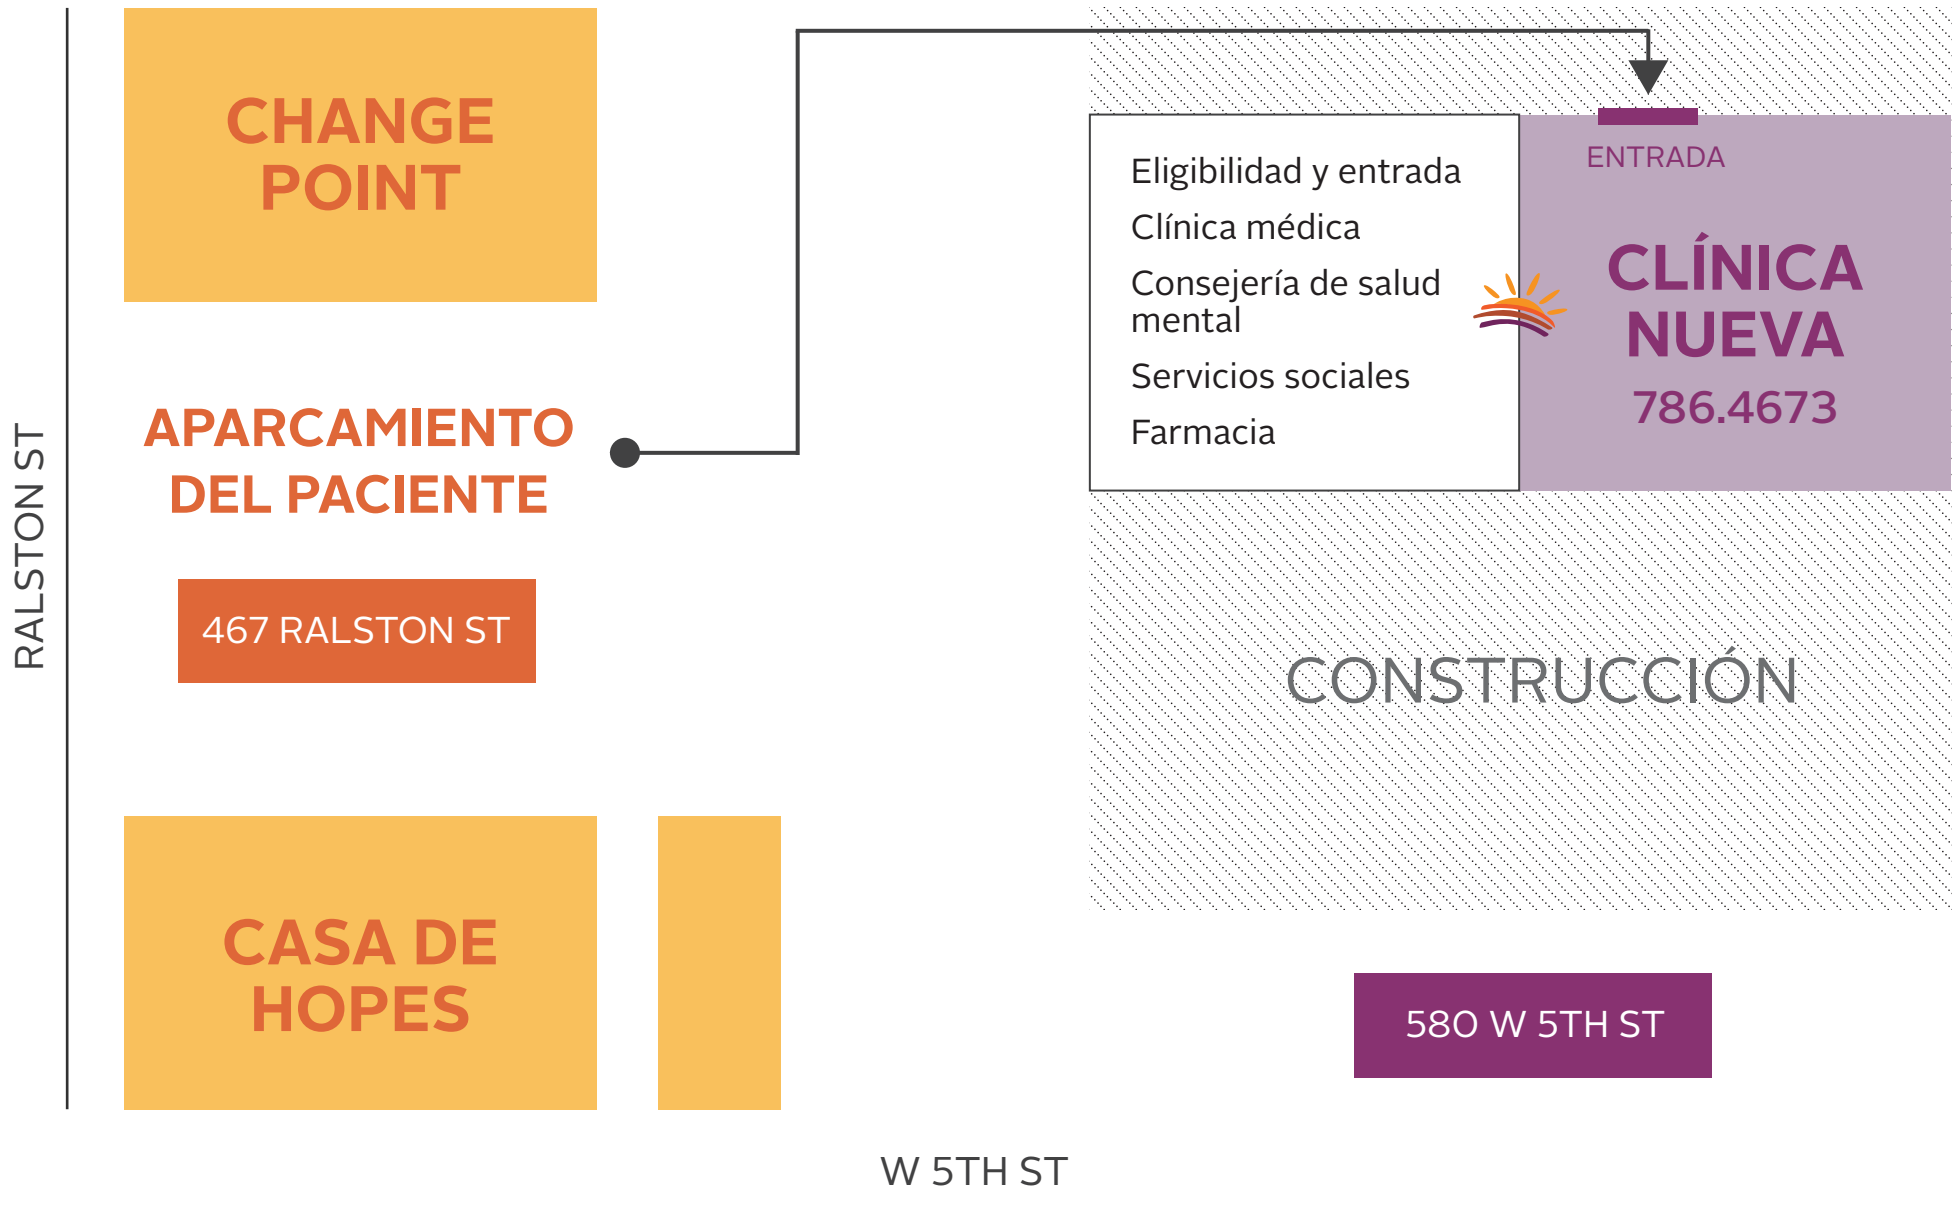 CHANGE
POINT
APARCAMIENTO
DEL PACIENTE
467 RALSTON ST
RALSTON ST
CASA DE
HOPES
Eligibilidad y entrada
Clínica médica
Consejería de salud
mental
Servicios sociales
Farmacia
ENTRADA
CLÍNICA
NUEVA
786.4673
CONSTRUCCIÓN
580 W 5TH ST
W 5TH ST